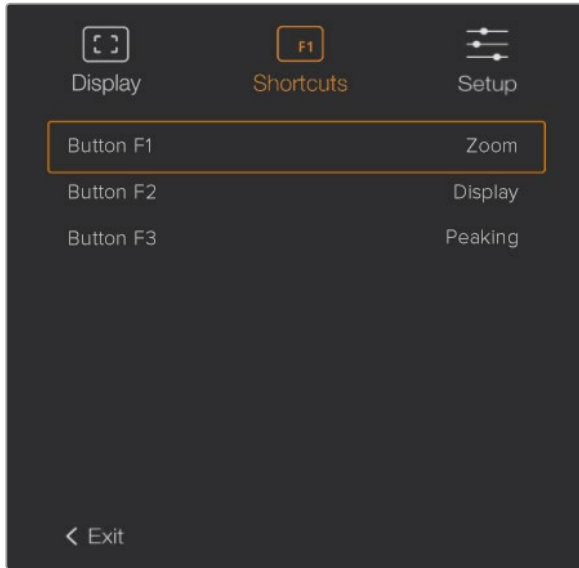 F1
Display Shortcuts Setup
Button F1 Zoom
Button F2 Display
Button F3 Peaking
< Exit